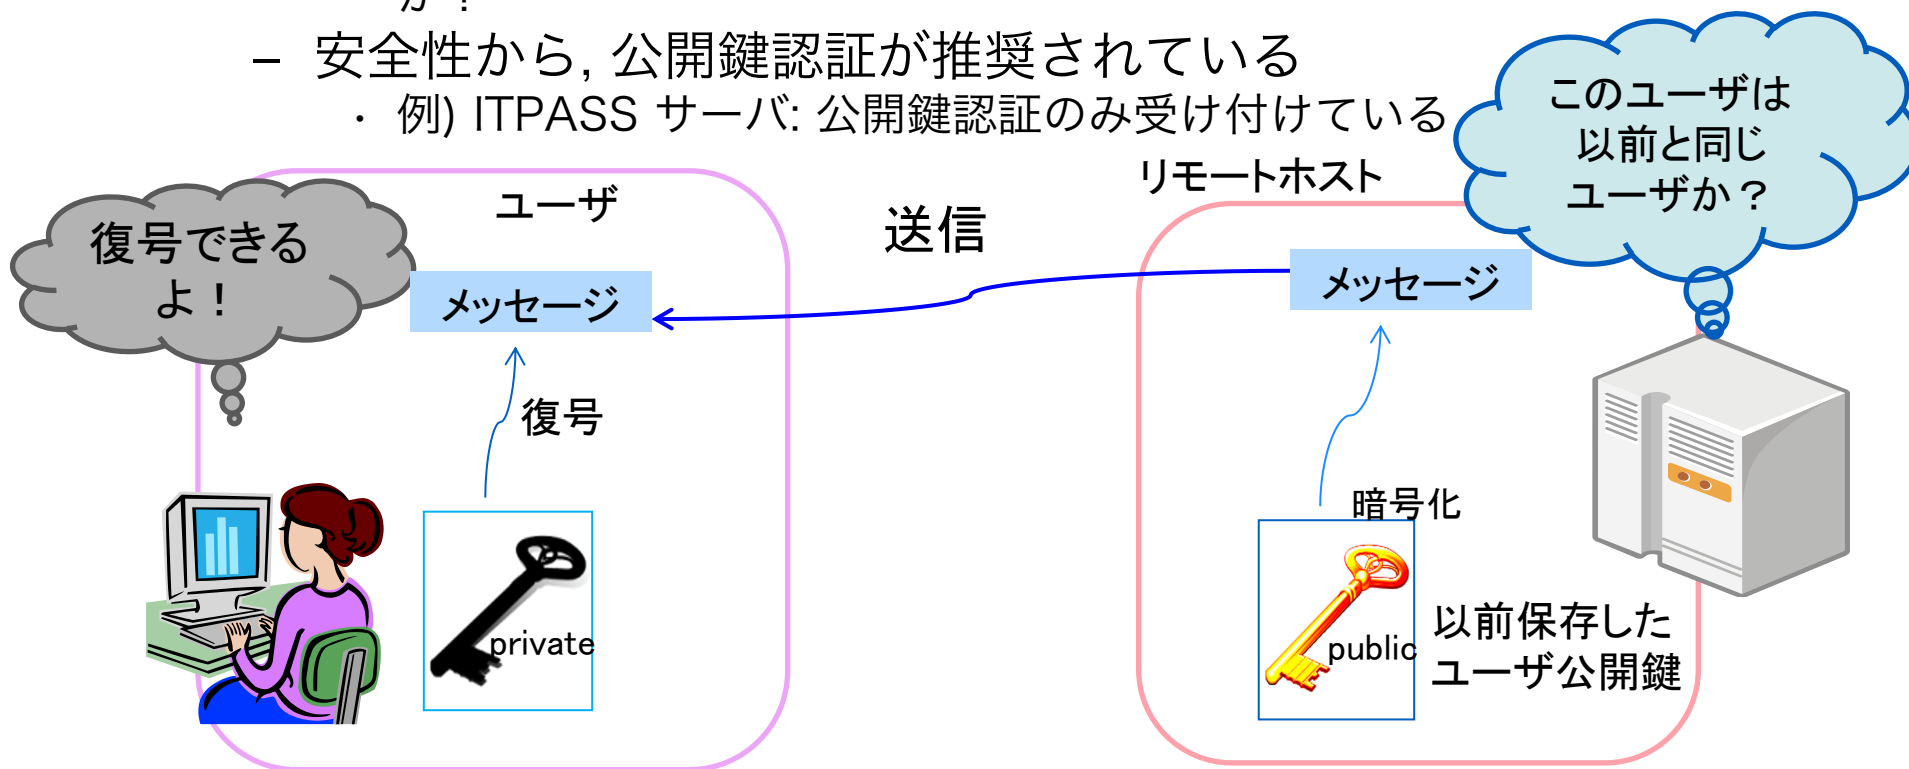 – 安全性から, 公開鍵認証が推奨されている
・ 例) ITPASS サーバ: 公開鍵認証のみ受け付けている
このユーザは
以前と同じ
ユーザか？
リモートホスト
ユーザ
送信
復号できる
よ！
メッセージ
メッセージ
復号
暗号化
private
public
以前保存した
ユーザ公開鍵